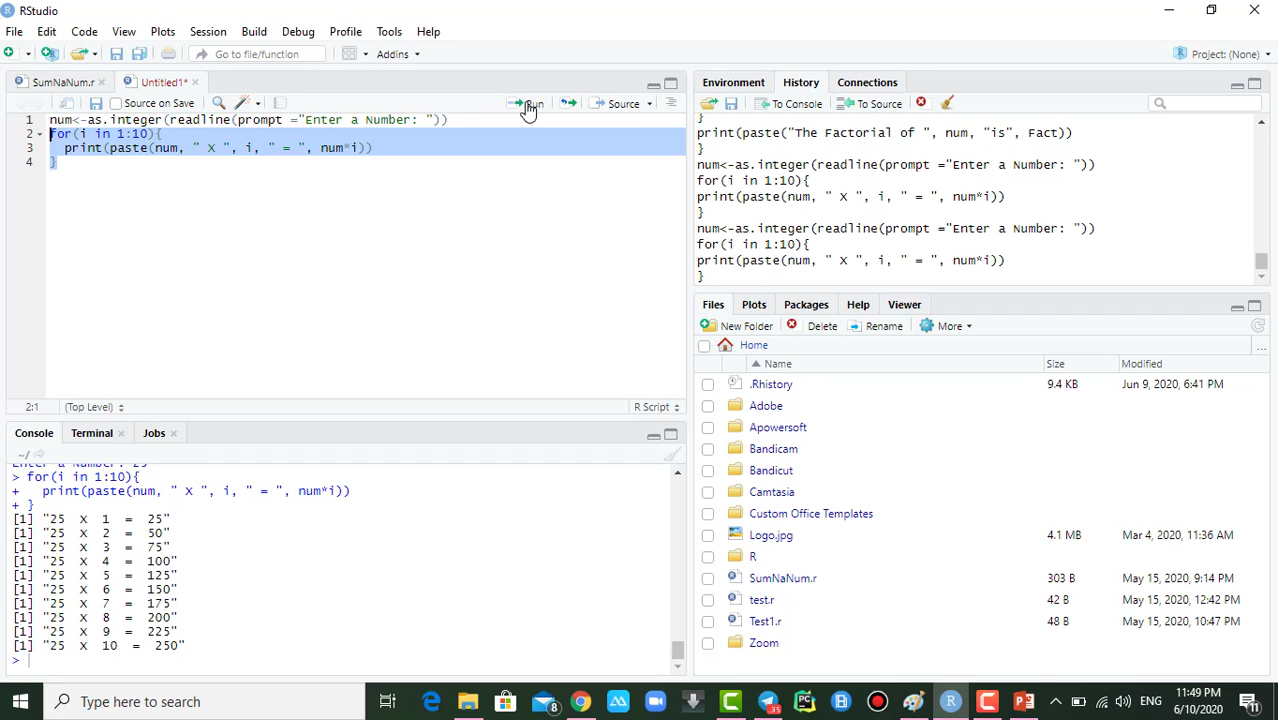 RStudio
File Edit Code View Plots Session Build Debug Profile Tools Help
Go to file/function Addins Project: (None)
SumNaNum.r Untitled1*
Source on Save Run Source
1 num<-as.integer(readline(prompt ="Enter a Number: "))
2 for(i in 1:10){
3 print(paste(num, " X ", i, " = ", num*i))
4 }
2:1 (Top Level) R Script
Console Terminal Jobs
~/
Enter a Number: 25
> for(i in 1:10){
+ print(paste(num, " X ", i, " = ", num*i))
+ }
[1] "25 X 1 = 25"
[1] "25 X 2 = 50"
[1] "25 X 3 = 75"
[1] "25 X 4 = 100"
[1] "25 X 5 = 125"
[1] "25 X 6 = 150"
[1] "25 X 7 = 175"
[1] "25 X 8 = 200"
[1] "25 X 9 = 225"
[1] "25 X 10 = 250"
>
Environment History Connections
To Console To Source
}
print(paste("The Factorial of ", num, "is", Fact))
}
num<-as.integer(readline(prompt ="Enter a Number: "))
for(i in 1:10){
print(paste(num, " X ", i, " = ", num*i))
}
num<-as.integer(readline(prompt ="Enter a Number: "))
for(i in 1:10){
print(paste(num, " X ", i, " = ", num*i))
}
Files Plots Packages Help Viewer
New Folder Delete Rename More
Home ...
Name Size Modified
.Rhistory 9.4 KB Jun 9, 2020, 6:41 PM
Adobe
Apowersoft
Bandicam
Bandicut
Camtasia
Custom Office Templates
Logo.jpg 4.1 MB Mar 4, 2020, 11:36 AM
R
SumNaNum.r 303 B May 15, 2020, 9:14 PM
test.r 42 B May 15, 2020, 12:42 PM
Test1.r 48 B May 15, 2020, 10:47 PM
Zoom
Type here to search
8
35
PC
ENG
11:49 PM
6/10/2020
11